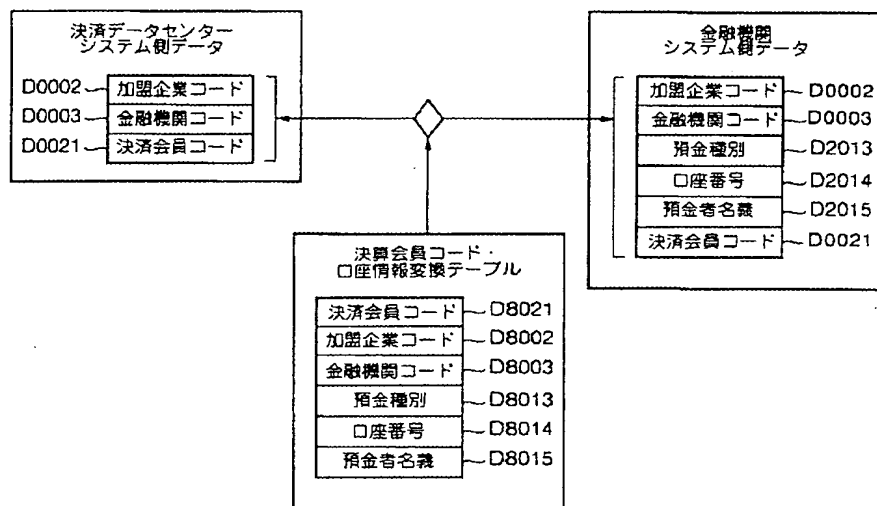 決済データセンター
システム側データ
D0002 加盟企業コード
D0003 金融機関コード
D0021 決済会員コード
金融機関
システム側データ
加盟企業コード D0002
金融機関コード D0003
預金種別 D2013
口座番号 D2014
預金者名義 D2015
決済会員コード D0021
決算会員コード・
口座情報変換テーブル
決済会員コード D8021
加盟企業コード D8002
金融機関コード D8003
預金種別 D8013
口座番号 D8014
預金者名義 D8015